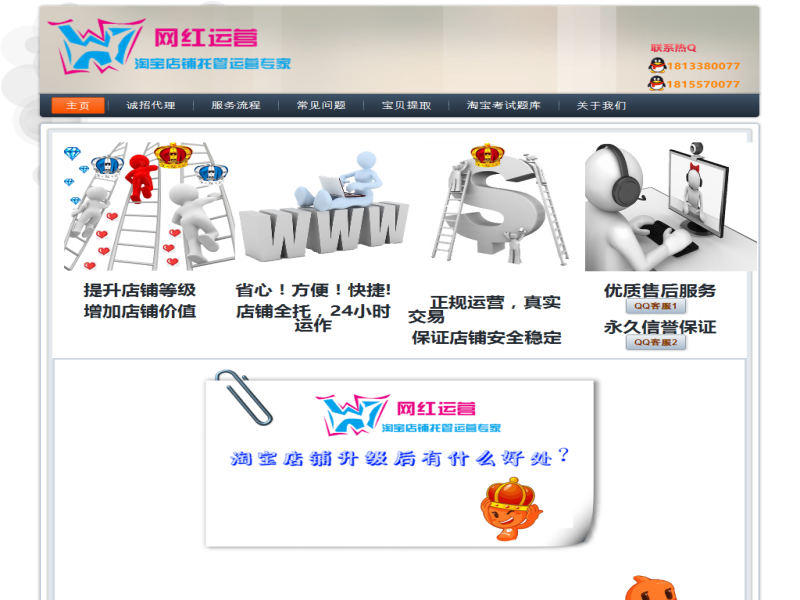 网红运营
淘宝店铺托管运营专家
联系热Q
1813380077
1815570077
主页
诚招代理
服务流程
常见问题
宝贝提取
淘宝考试题库
关于我们
WWW
提升店铺等级
增加店铺价值
省心！方便！快捷!
店铺全托，24小时
运作
正规运营，真实
交易
保证店铺安全稳定
优质售后服务
QQ客服1
永久信誉保证
QQ客服2
网红运营
淘宝店铺托管运营专家
淘宝店铺升级后有什么好处?